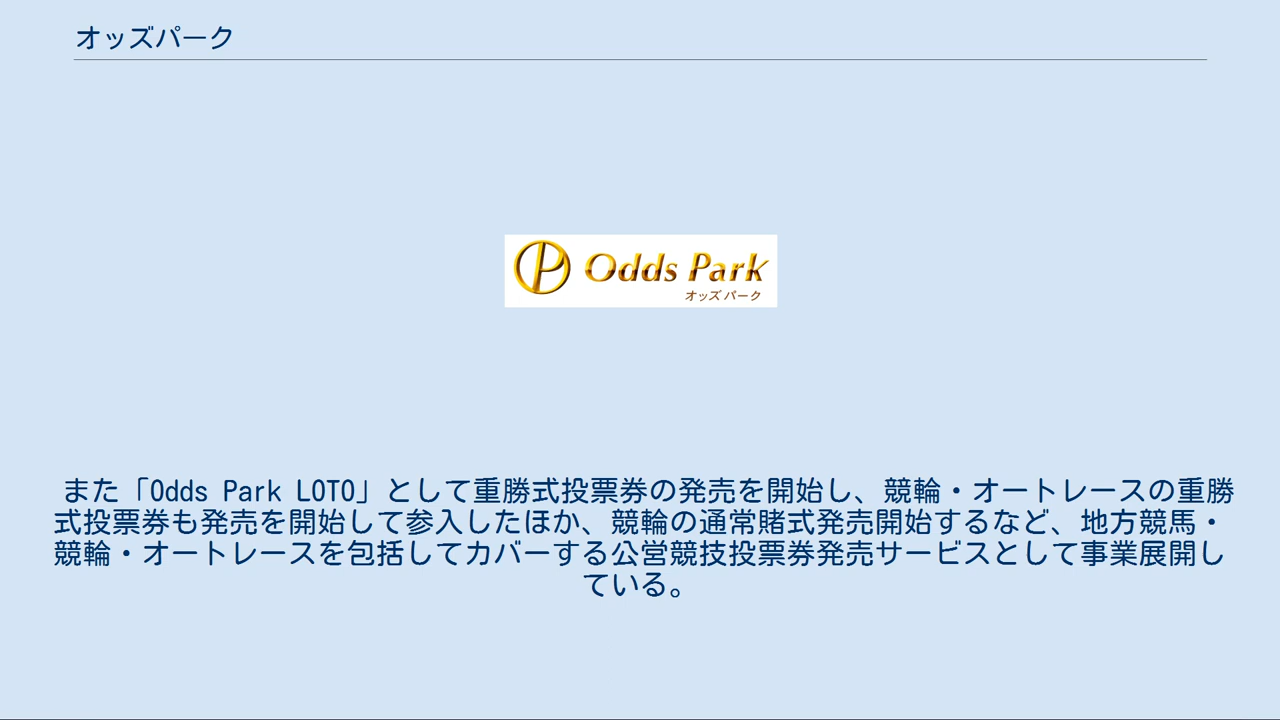 オッズパーク
Odds Park
オッズパーク
また「Odds Park LOTO」として重勝式投票券の発売を開始し、競輪・オートレースの重勝
式投票券も発売を開始して参入したほか、競輪の通常賭式発売開始するなど、地方競馬・
競輪・オートレースを包括してカバーする公営競技投票券発売サービスとして事業展開し
ている。